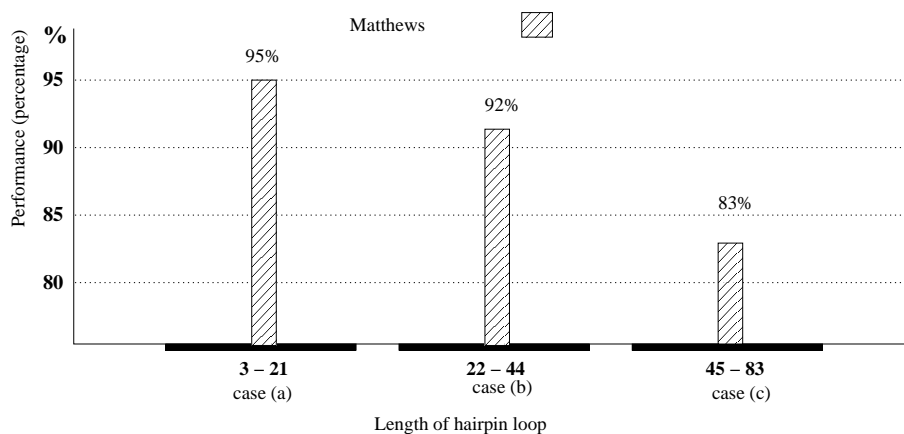 Matthews
%
95%
95
92%
90
85
83%
80
Performance (percentage)
3 – 21
22 – 44
45 – 83
case (a)
case (b)
case (c)
Length of hairpin loop